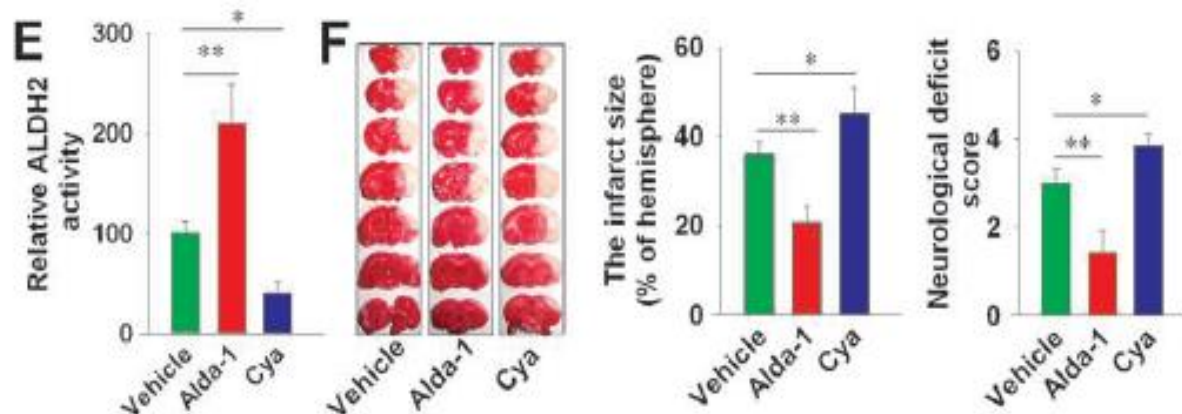 E
Relative ALDH2
activity
300
200
100
0
*
**
Vehicle
Alda-1
Cya
F
Vehicle
Alda-1
Cya
The infarct size
(% of hemisphere)
60
40
20
0
*
**
Vehicle
Alda-1
Cya
Neurological deficit
score
6
4
2
0
*
**
Vehicle
Alda-1
Cya